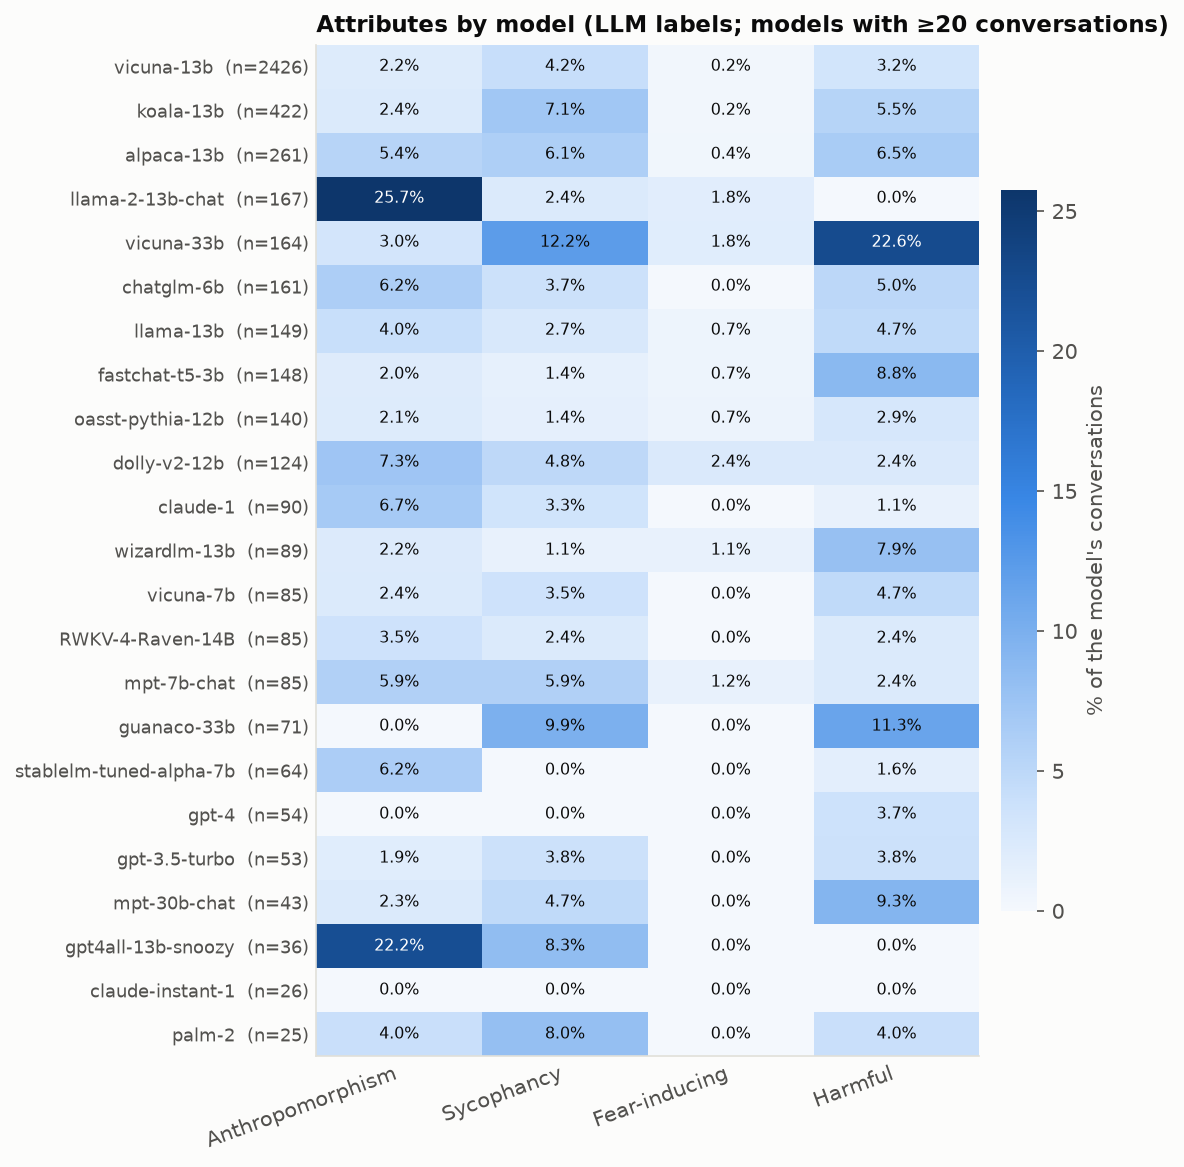 Attributes by model (LLM labels; models with ≥20 conversations)
vicuna-13b (n=2426) 2.2% 4.2% 0.2% 3.2%
koala-13b (n=422) 2.4% 7.1% 0.2% 5.5%
alpaca-13b (n=261) 5.4% 6.1% 0.4% 6.5%
llama-2-13b-chat (n=167) 25.7% 2.4% 1.8% 0.0%
vicuna-33b (n=164) 3.0% 12.2% 1.8% 22.6%
chatglm-6b (n=161) 6.2% 3.7% 0.0% 5.0%
llama-13b (n=149) 4.0% 2.7% 0.7% 4.7%
fastchat-t5-3b (n=148) 2.0% 1.4% 0.7% 8.8%
oasst-pythia-12b (n=140) 2.1% 1.4% 0.7% 2.9%
dolly-v2-12b (n=124) 7.3% 4.8% 2.4% 2.4%
claude-1 (n=90) 6.7% 3.3% 0.0% 1.1%
wizardlm-13b (n=89) 2.2% 1.1% 1.1% 7.9%
vicuna-7b (n=85) 2.4% 3.5% 0.0% 4.7%
RWKV-4-Raven-14B (n=85) 3.5% 2.4% 0.0% 2.4%
mpt-7b-chat (n=85) 5.9% 5.9% 1.2% 2.4%
guanaco-33b (n=71) 0.0% 9.9% 0.0% 11.3%
stablelm-tuned-alpha-7b (n=64) 6.2% 0.0% 0.0% 1.6%
gpt-4 (n=54) 0.0% 0.0% 0.0% 3.7%
gpt-3.5-turbo (n=53) 1.9% 3.8% 0.0% 3.8%
mpt-30b-chat (n=43) 2.3% 4.7% 0.0% 9.3%
gpt4all-13b-snoozy (n=36) 22.2% 8.3% 0.0% 0.0%
claude-instant-1 (n=26) 0.0% 0.0% 0.0% 0.0%
palm-2 (n=25) 4.0% 8.0% 0.0% 4.0%
Anthropomorphism Sycophancy Fear-inducing Harmful
25
20
15
10
5
0
% of the model's conversations